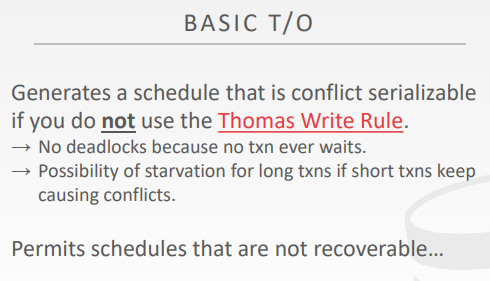 BASIC T/O
Generates a schedule that is conflict serializable
if you do not use the Thomas Write Rule.
→ No deadlocks because no txn ever waits.
→ Possibility of starvation for long txns if short txns keep
causing conflicts.
Permits schedules that are not recoverable...